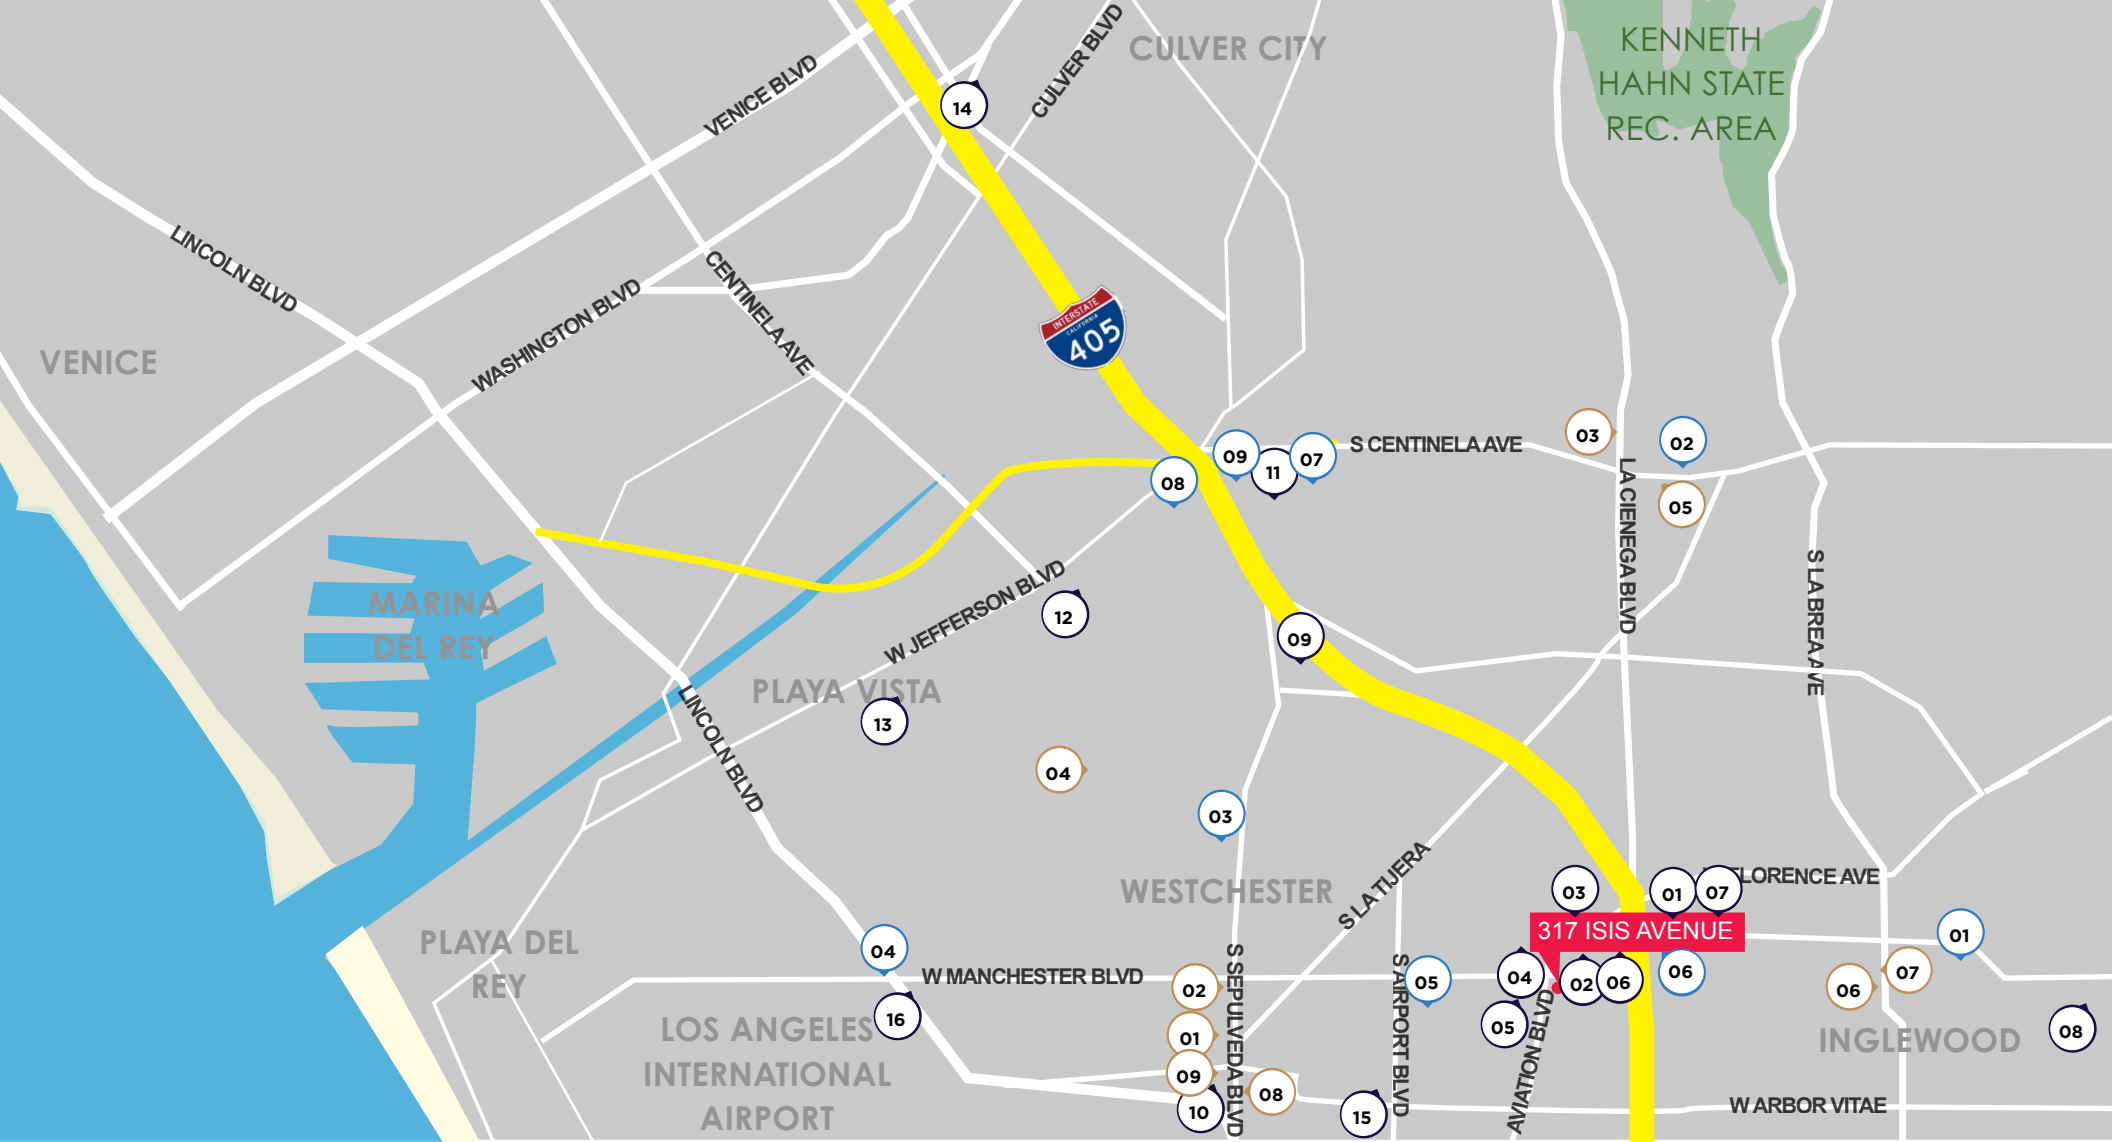 CULVER CITY
KENNETH
HAHN STATE
REC. AREA
VENICE BLVD
CULVER BLVD
14
LINCOLN BLVD
CENTINELA AVE
WASHINGTON BLVD
INTERSTATE
CALIFORNIA
405
VENICE
03
02
09
11
07
S CENTINELA AVE
08
05
LA CIENEGA BLVD
S LA BREA AVE
MARINA
DEL REY
W JEFFERSON BLVD
12
09
PLAYA VISTA
13
LINCOLN BLVD
04
03
WESTCHESTER
S LA TIJERA
03
01
07
FLORENCE AVE
317 ISIS AVENUE
01
PLAYA DEL
REY
04
W MANCHESTER BLVD
02
S SEPULVEDA BLVD
S AIRPORT BLVD
05
04
02
06
06
06
07
16
05
AVIATION BLVD
08
LOS ANGELES
INTERNATIONAL
AIRPORT
01
INGLEWOOD
09
08
10
15
W ARBOR VITAE